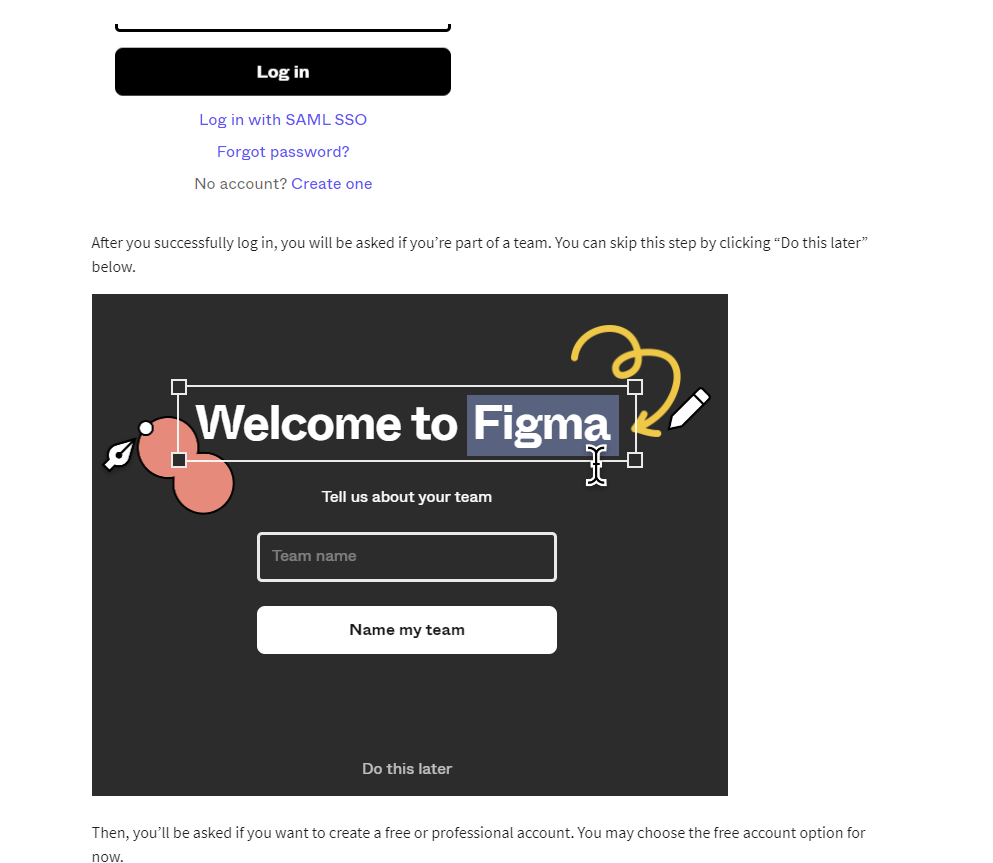 Log in
Log in with SAML SSO
Forgot password?
No account? Create one
After you successfully log in, you will be asked if you’re part of a team. You can skip this step by clicking “Do this later”
below.
Welcome to Figma
Tell us about your team
Team name
Name my team
Do this later
Then, you’ll be asked if you want to create a free or professional account. You may choose the free account option for
now.